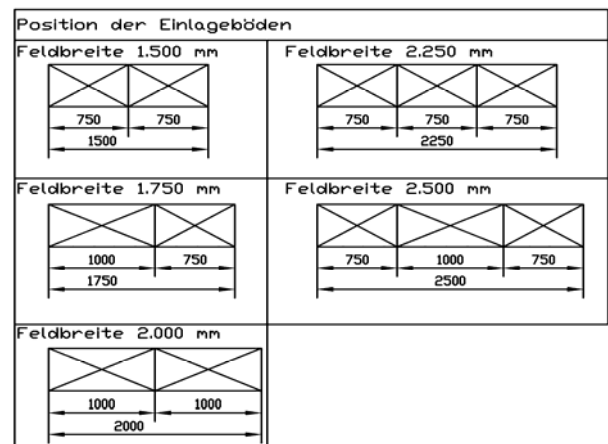 Position der Einlageböden
Feldbreite 1.500 mm
750 750
1500
Feldbreite 2.250 mm
750 750 750
2250
Feldbreite 1.750 mm
1000 750
1750
Feldbreite 2.500 mm
750 1000 750
2500
Feldbreite 2.000 mm
1000 1000
2000